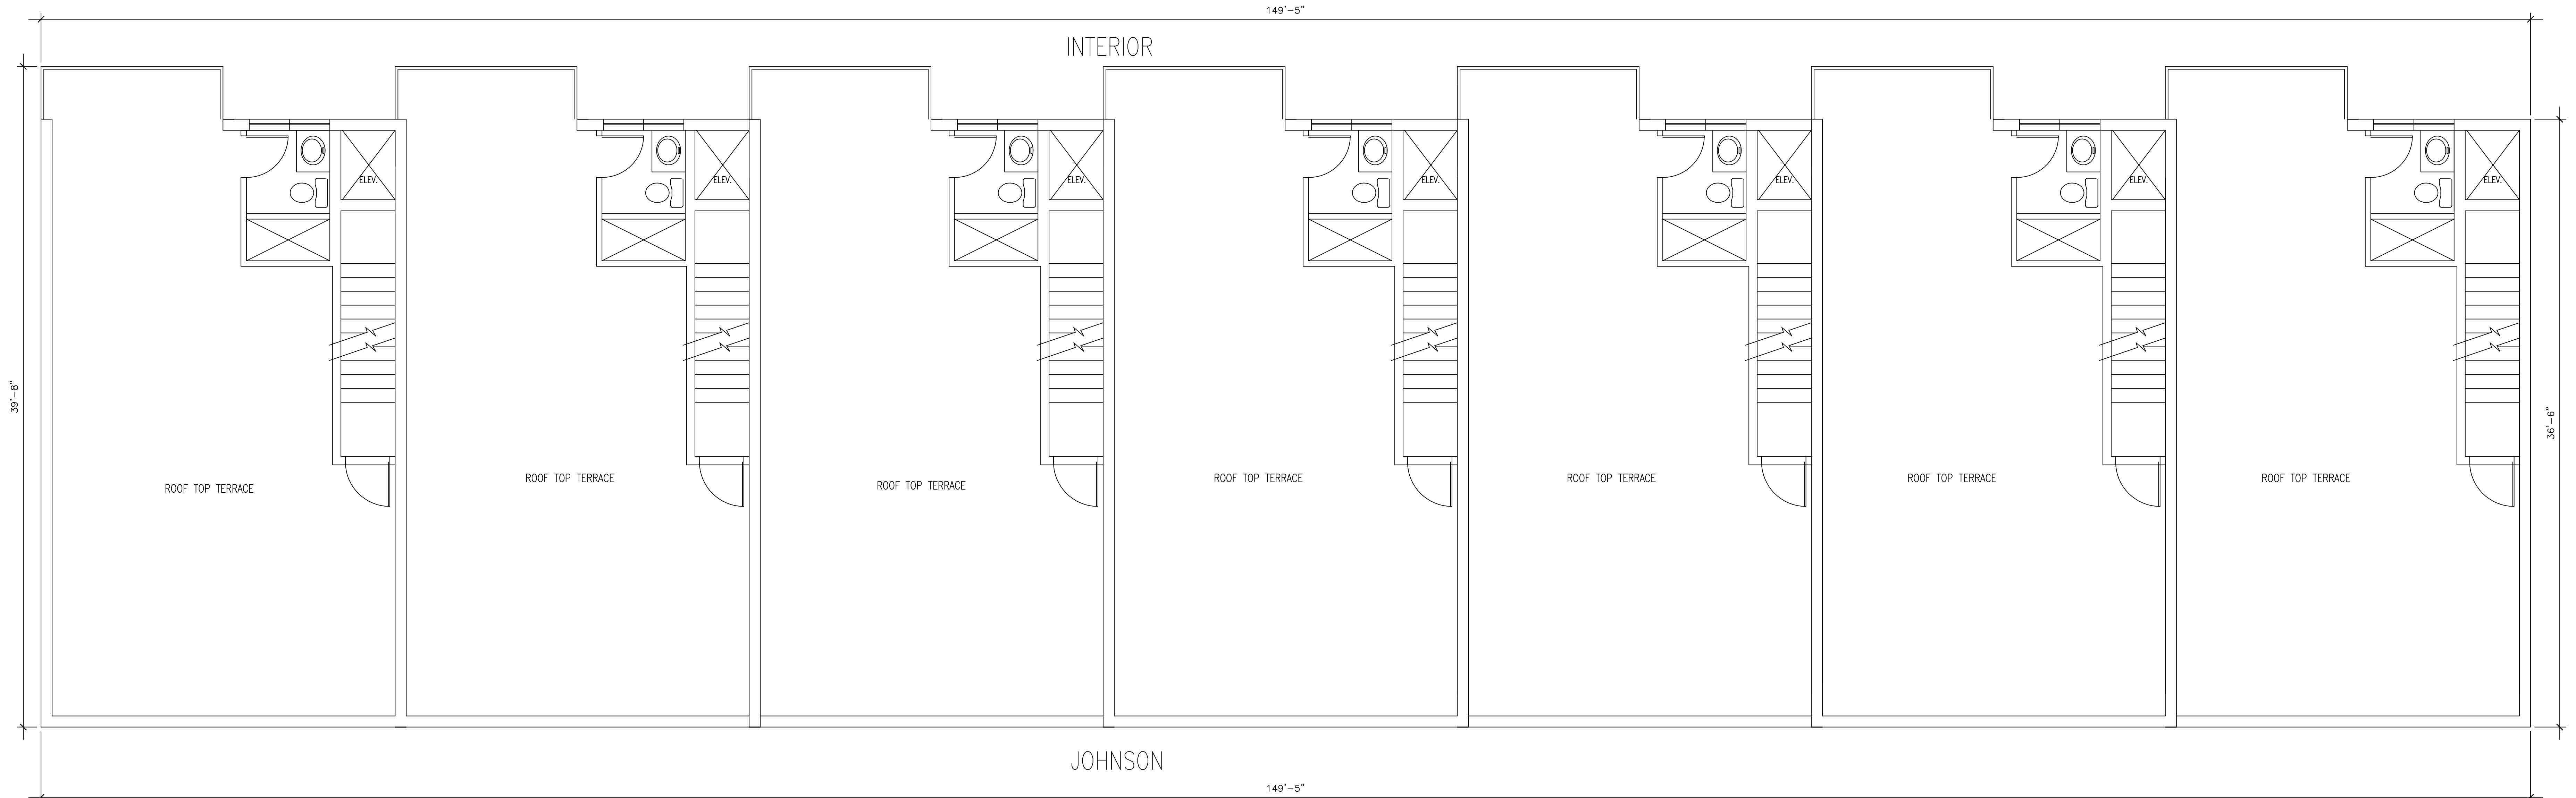 149'-5"
INTERIOR
ELEV.
ELEV.
ELEV.
ELEV.
ELEV.
ELEV.
ELEV.
39'-8"
36'-6"
ROOF TOP TERRACE
ROOF TOP TERRACE
ROOF TOP TERRACE
ROOF TOP TERRACE
ROOF TOP TERRACE
ROOF TOP TERRACE
ROOF TOP TERRACE
JOHNSON
149'-5"